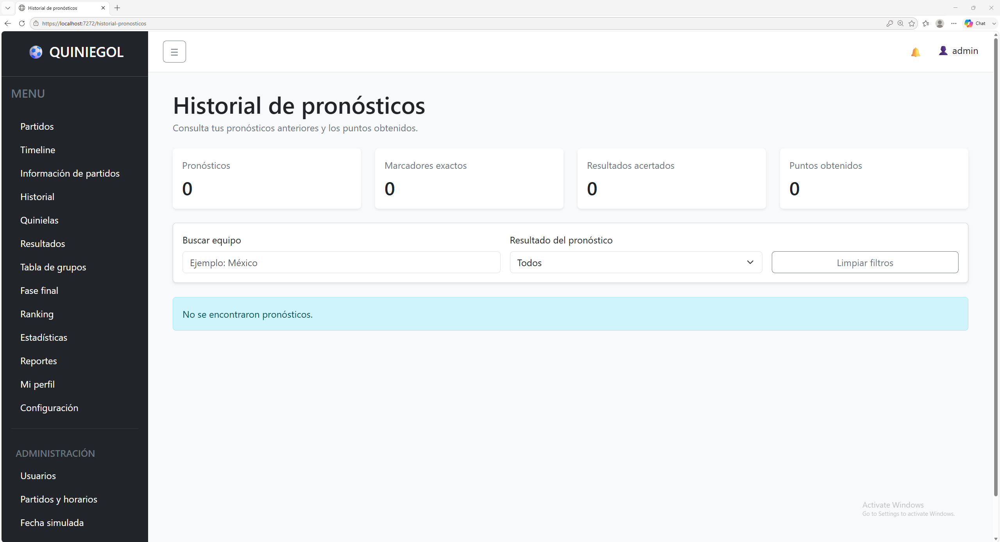 Historial de pronósticos
https://localhost:7272/historial-pronosticos
Chat
QUINIEGOL
admin
MENU
Partidos
Timeline
Información de partidos
Historial
Quinielas
Resultados
Tabla de grupos
Fase final
Ranking
Estadísticas
Reportes
Mi perfil
Configuración
ADMINISTRACIÓN
Usuarios
Partidos y horarios
Fecha simulada
Historial de pronósticos
Consulta tus pronósticos anteriores y los puntos obtenidos.
Pronósticos
0
Marcadores exactos
0
Resultados acertados
0
Puntos obtenidos
0
Buscar equipo
Ejemplo: México
Resultado del pronóstico
Todos
Limpiar filtros
No se encontraron pronósticos.
Activate Windows
Go to Settings to activate Windows.